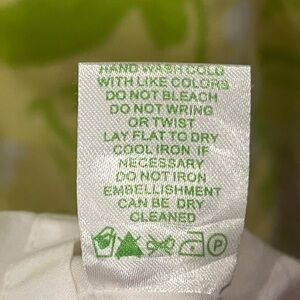 HAND WASH COLD
WITH LIKE COLORS
DO NOT BLEACH
DO NOT WRING
OR TWIST
LAY FLAT TO DRY
COOL IRON IF
NECESSARY
DO NOT IRON
EMBELLISHMENT
CAN BE DRY
CLEANED